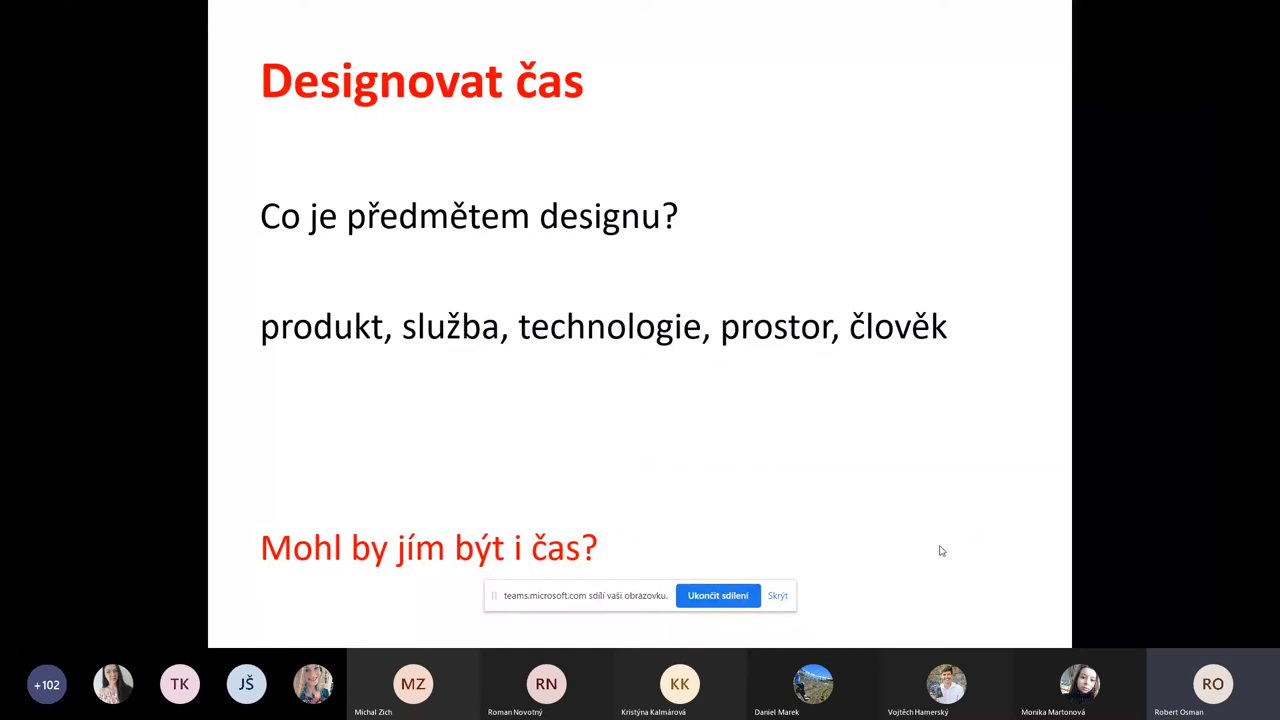 Designovat čas
Co je předmětem designu?
produkt, služba, technologie, prostor, člověk
Mohl by jím být i čas?
teams.microsoft.com sdílí vaši obrazovku.
Ukončit sdílení
Skrýt
+102
TK
JŠ
MZ
RN
KK
RO
Michal Zich
Roman Novotný
Kristýna Kalmárová
Daniel Marek
Vojtěch Hamerský
Monika Martonová
Robert Osman